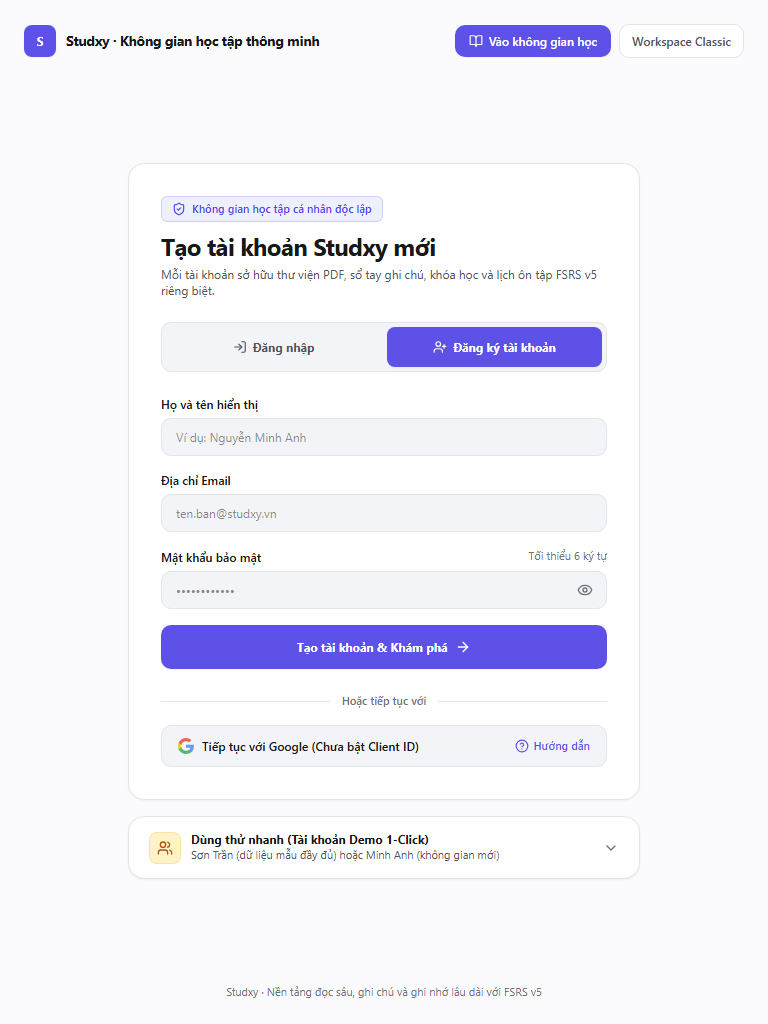 S
Studxy · Không gian học tập thông minh
Vào không gian học
Workspace Classic
Không gian học tập cá nhân độc lập
Tạo tài khoản Studxy mới
Mỗi tài khoản sở hữu thư viện PDF, sổ tay ghi chú, khóa học và lịch ôn tập FSRS v5
riêng biệt.
Đăng nhập
Đăng ký tài khoản
Họ và tên hiển thị
Ví dụ: Nguyễn Minh Anh
Địa chỉ Email
ten.ban@studxy.vn
Mật khẩu bảo mật
Tối thiểu 6 ký tự
••••••••••••
Tạo tài khoản & Khám phá
Hoặc tiếp tục với
Tiếp tục với Google (Chưa bật Client ID)
Hướng dẫn
Dùng thử nhanh (Tài khoản Demo 1-Click)
Sơn Trần (dữ liệu mẫu đầy đủ) hoặc Minh Anh (không gian mới)
Studxy · Nền tảng đọc sâu, ghi chú và ghi nhớ lâu dài với FSRS v5